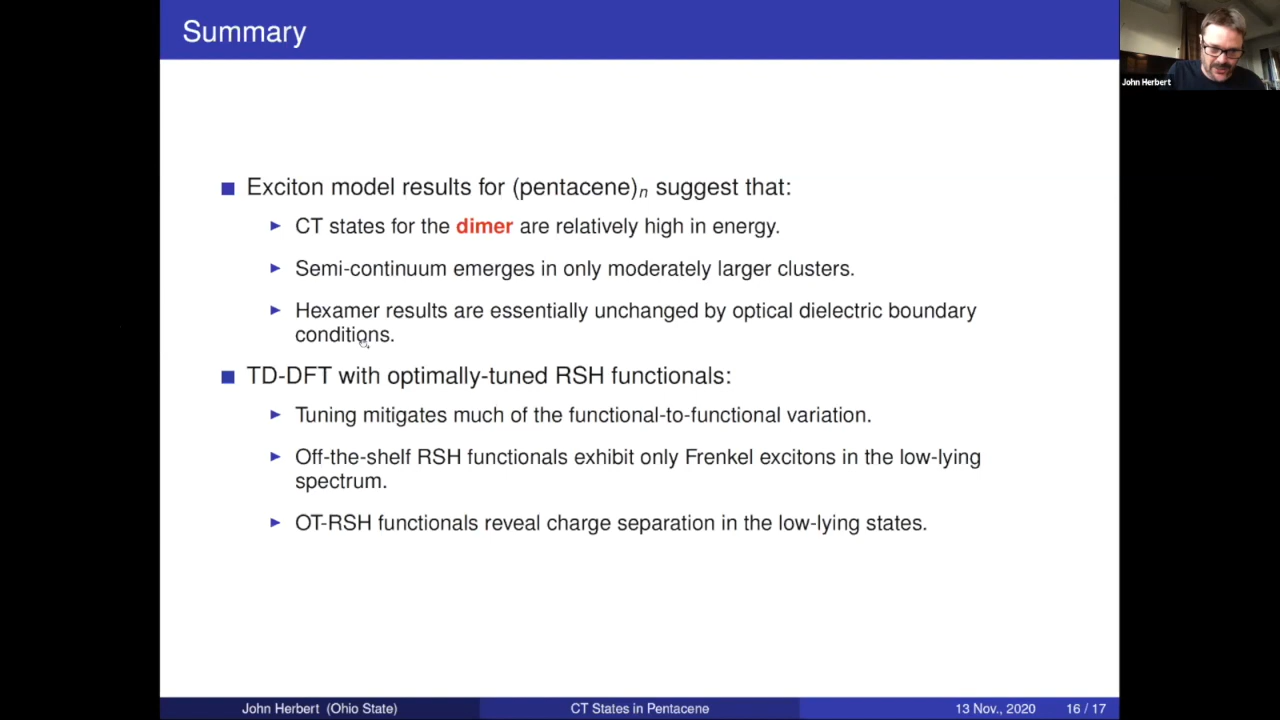 Summary
John Herbert
Exciton model results for (pentacene)n suggest that:
CT states for the dimer are relatively high in energy.
Semi-continuum emerges in only moderately larger clusters.
Hexamer results are essentially unchanged by optical dielectric boundary
conditions.
TD-DFT with optimally-tuned RSH functionals:
Tuning mitigates much of the functional-to-functional variation.
Off-the-shelf RSH functionals exhibit only Frenkel excitons in the low-lying
spectrum.
OT-RSH functionals reveal charge separation in the low-lying states.
John Herbert (Ohio State) CT States in Pentacene 13 Nov., 2020 16 / 17